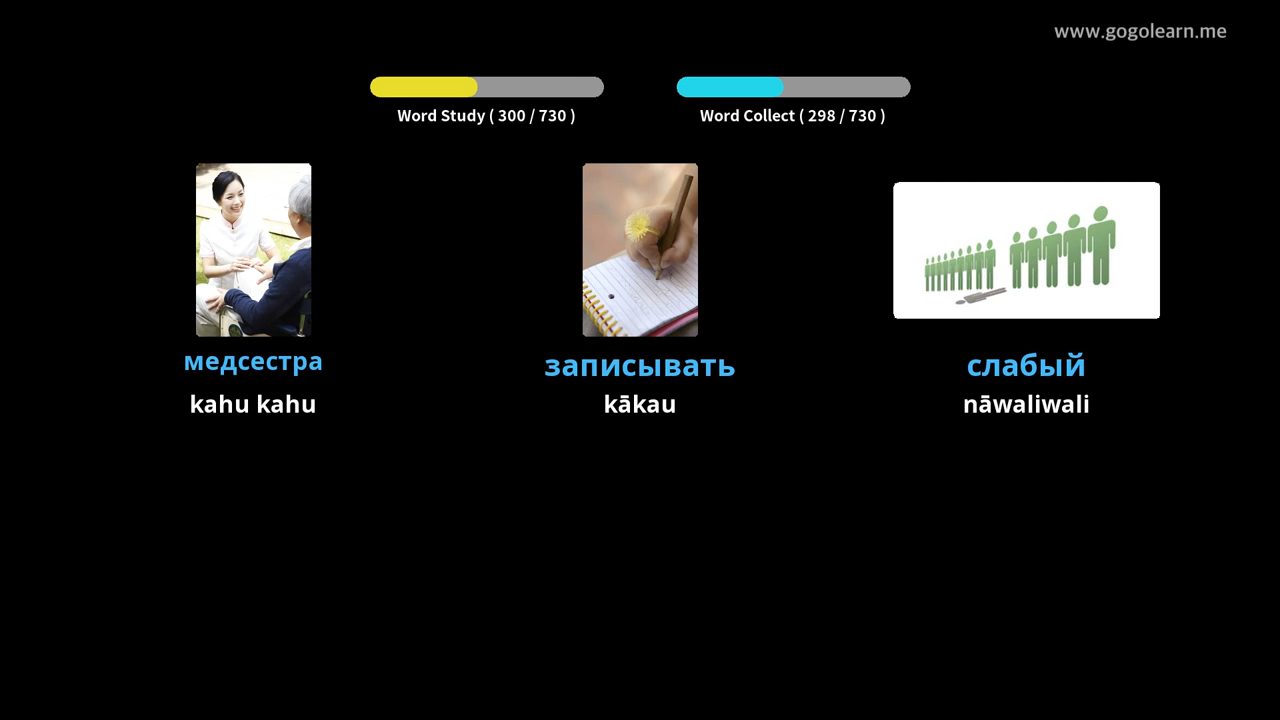 www.gogolearn.me
Word Study ( 300 / 730 )
Word Collect ( 298 / 730 )
медсестра
записывать
слабый
kahu kahu
kākau
nāwaliwali